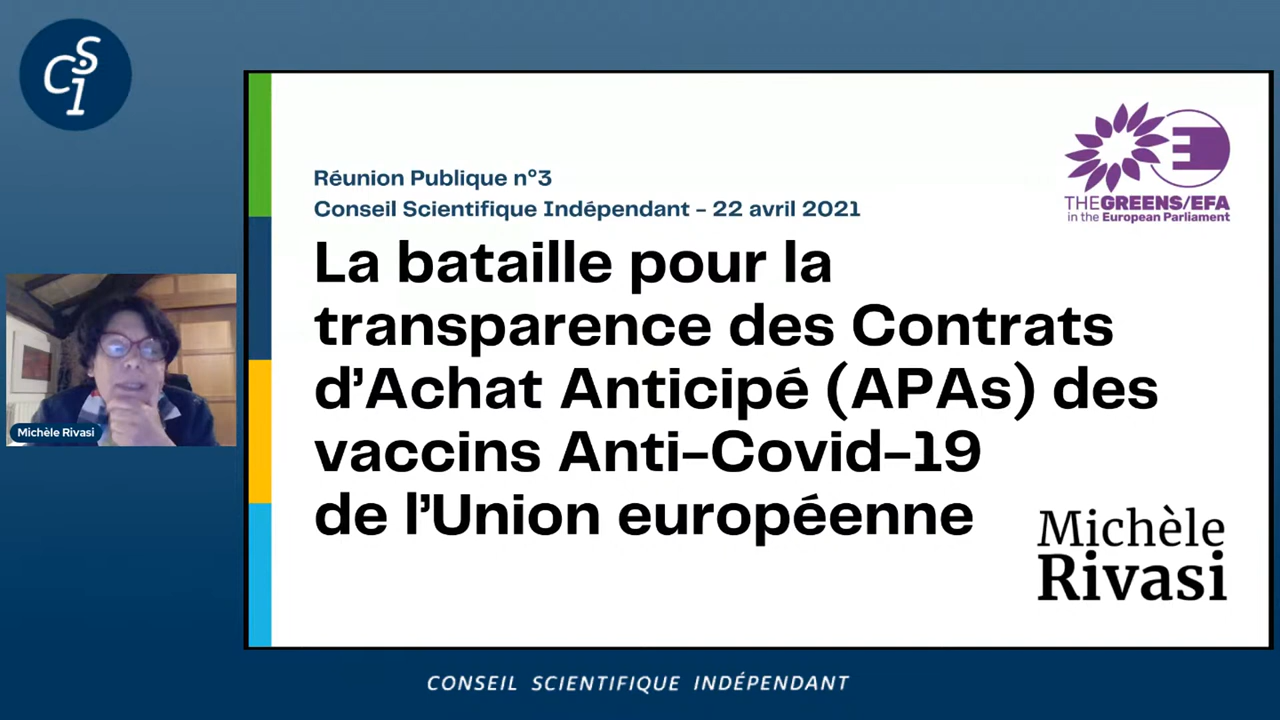 CSI
Réunion Publique n°3
Conseil Scientifique Indépendant - 22 avril 2021
THE GREENS/EFA
in the European Parliament
La bataille pour la
transparence des Contrats
d’Achat Anticipé (APAs) des
vaccins Anti-Covid-19
de l’Union européenne
Michèle
Rivasi
Michèle Rivasi
CONSEIL SCIENTIFIQUE INDÉPENDANT